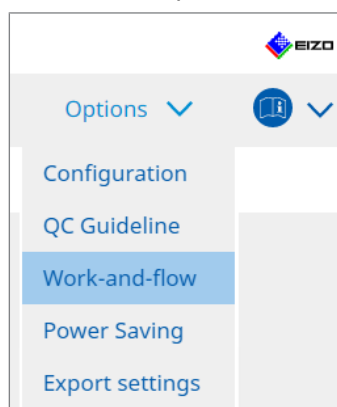 EIZO
Options
Configuration
QC Guideline
Work-and-flow
Power Saving
Export settings